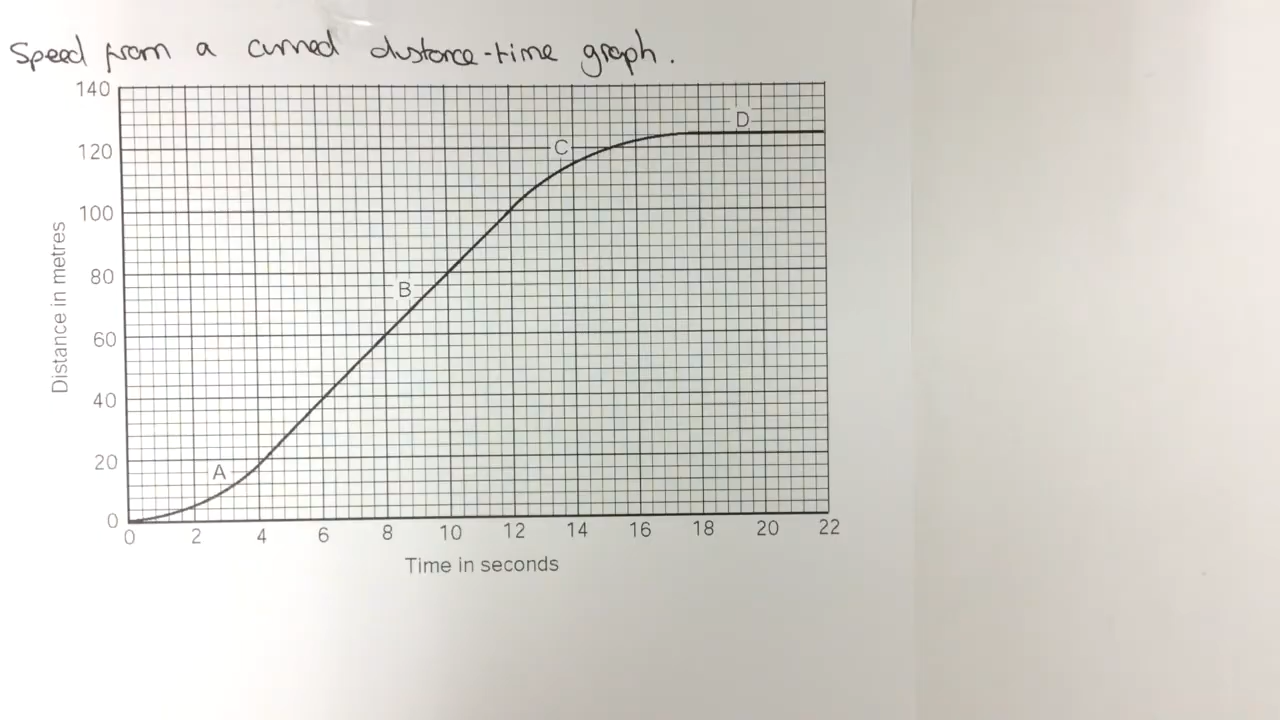 Speed from a curved distance-time graph.
140
120
100
80
60
40
20
0
Distance in metres
A
B
C
D
0 2 4 6 8 10 12 14 16 18 20 22
Time in seconds